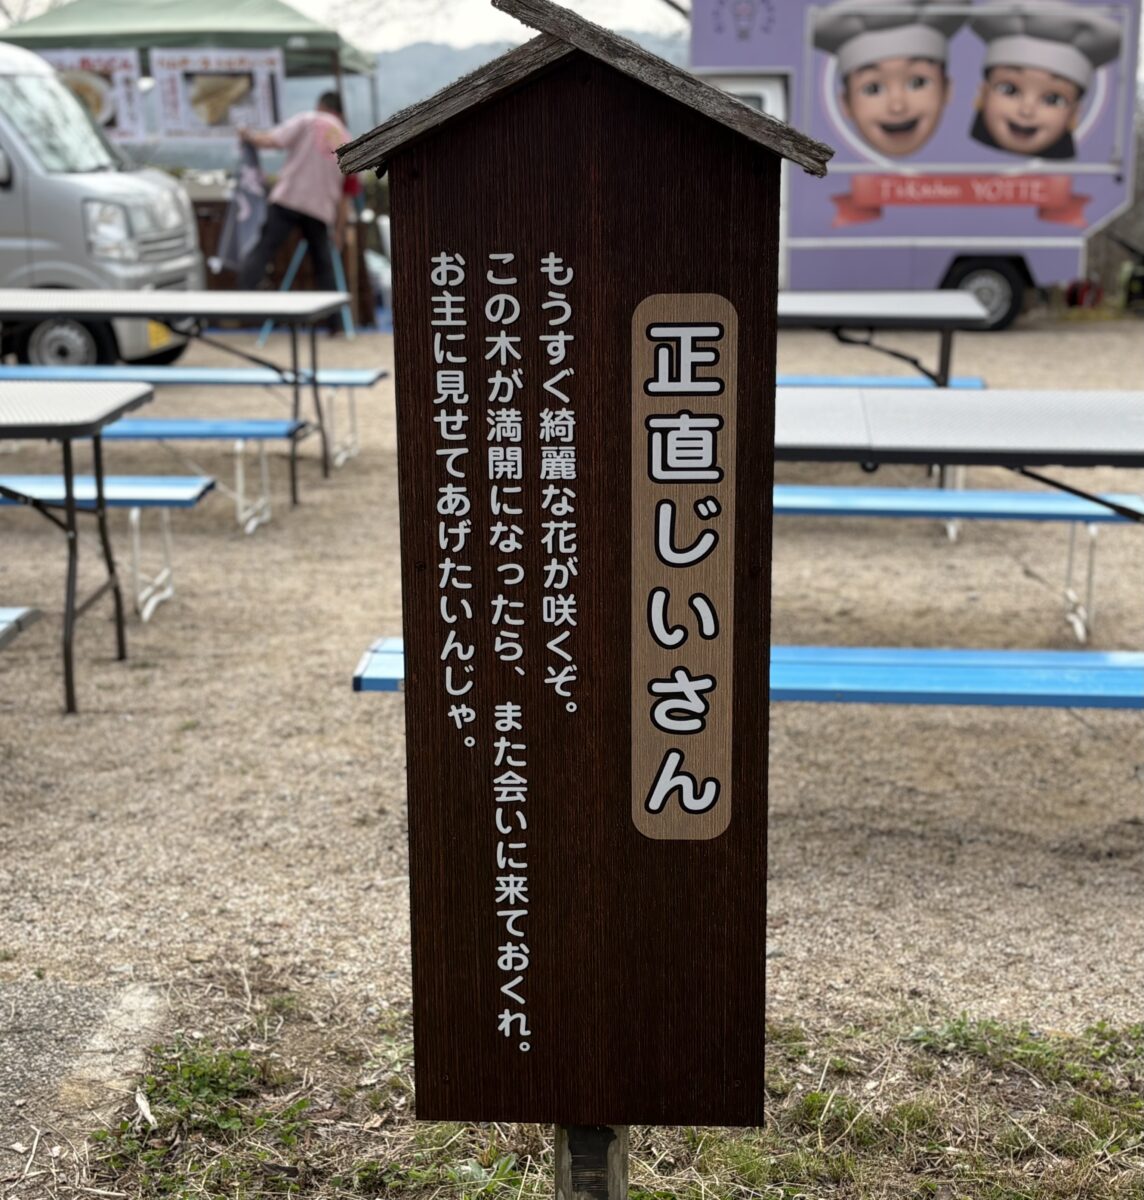 正直じいさん
もうすぐ綺麗な花が咲くぞ。
この木が満開になったら、また会いに来ておくれ。
お主に見せてあげたいんじゃ。
T's Kitchen YOTTE